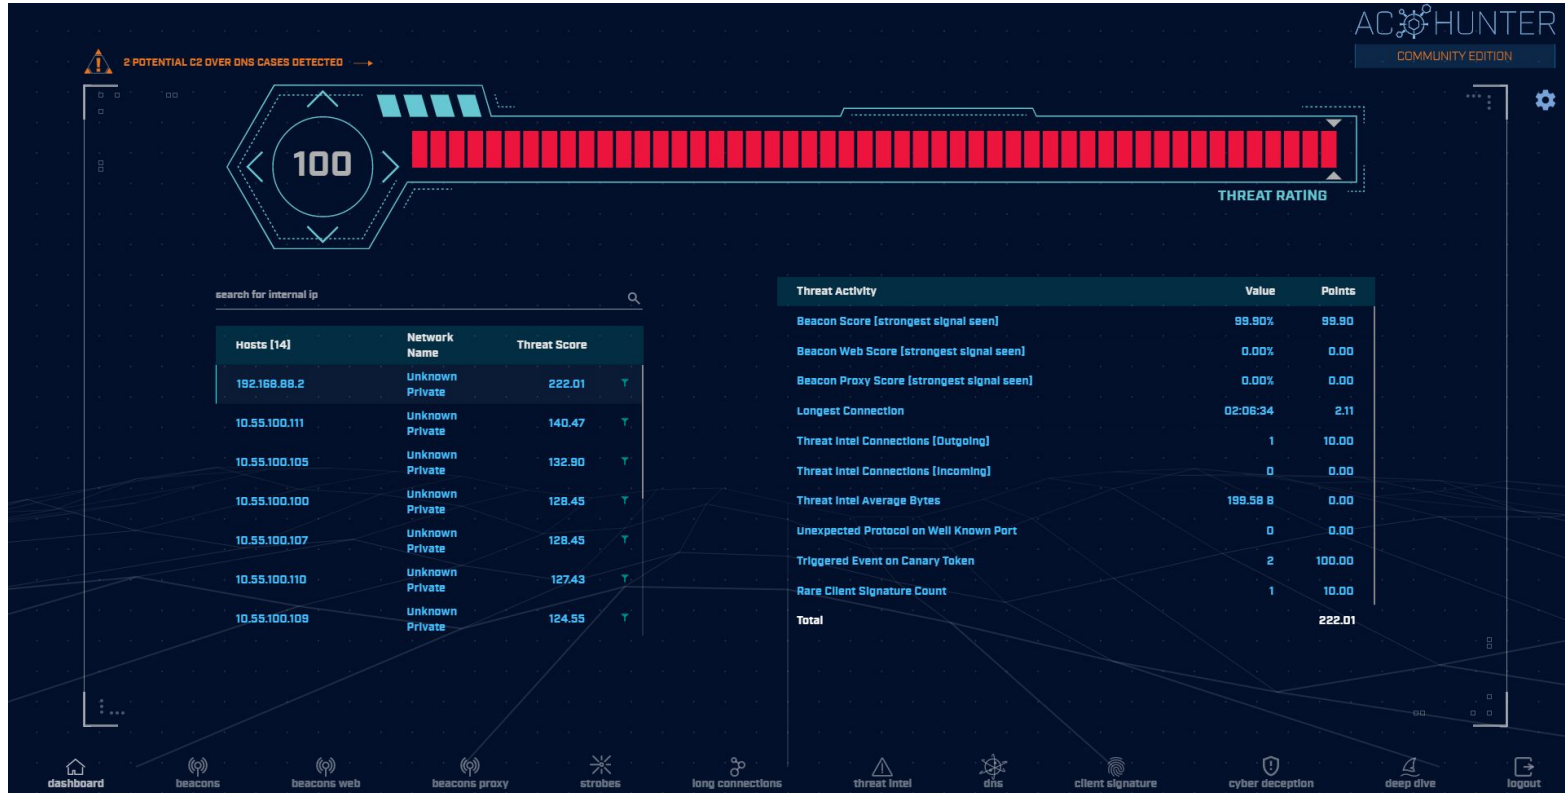 AC HUNTER
COMMUNITY EDITION
2 POTENTIAL C2 OVER DNS CASES DETECTED
100
THREAT RATING
search for internal ip
Hosts [14] Network Name Threat Score
192.168.88.2 Unknown Private 222.01
10.55.100.111 Unknown Private 140.47
10.55.100.105 Unknown Private 132.90
10.55.100.100 Unknown Private 128.45
10.55.100.107 Unknown Private 128.45
10.55.100.110 Unknown Private 127.43
10.55.100.109 Unknown Private 124.55
Threat Activity Value Points
Beacon Score [strongest signal seen] 99.90% 99.90
Beacon Web Score [strongest signal seen] 0.00% 0.00
Beacon Proxy Score [strongest signal seen] 0.00% 0.00
Longest Connection 02:06:34 2.11
Threat Intel Connections [Outgoing] 1 10.00
Threat Intel Connections [Incoming] 0 0.00
Threat Intel Average Bytes 199.58 B 0.00
Unexpected Protocol on Well Known Port 0 0.00
Triggered Event on Canary Token 2 100.00
Rare Client Signature Count 1 10.00
Total 222.01
dashboard beacons beacons web beacons proxy strobes long connections threat intel dns client signature cyber deception deep dive logout